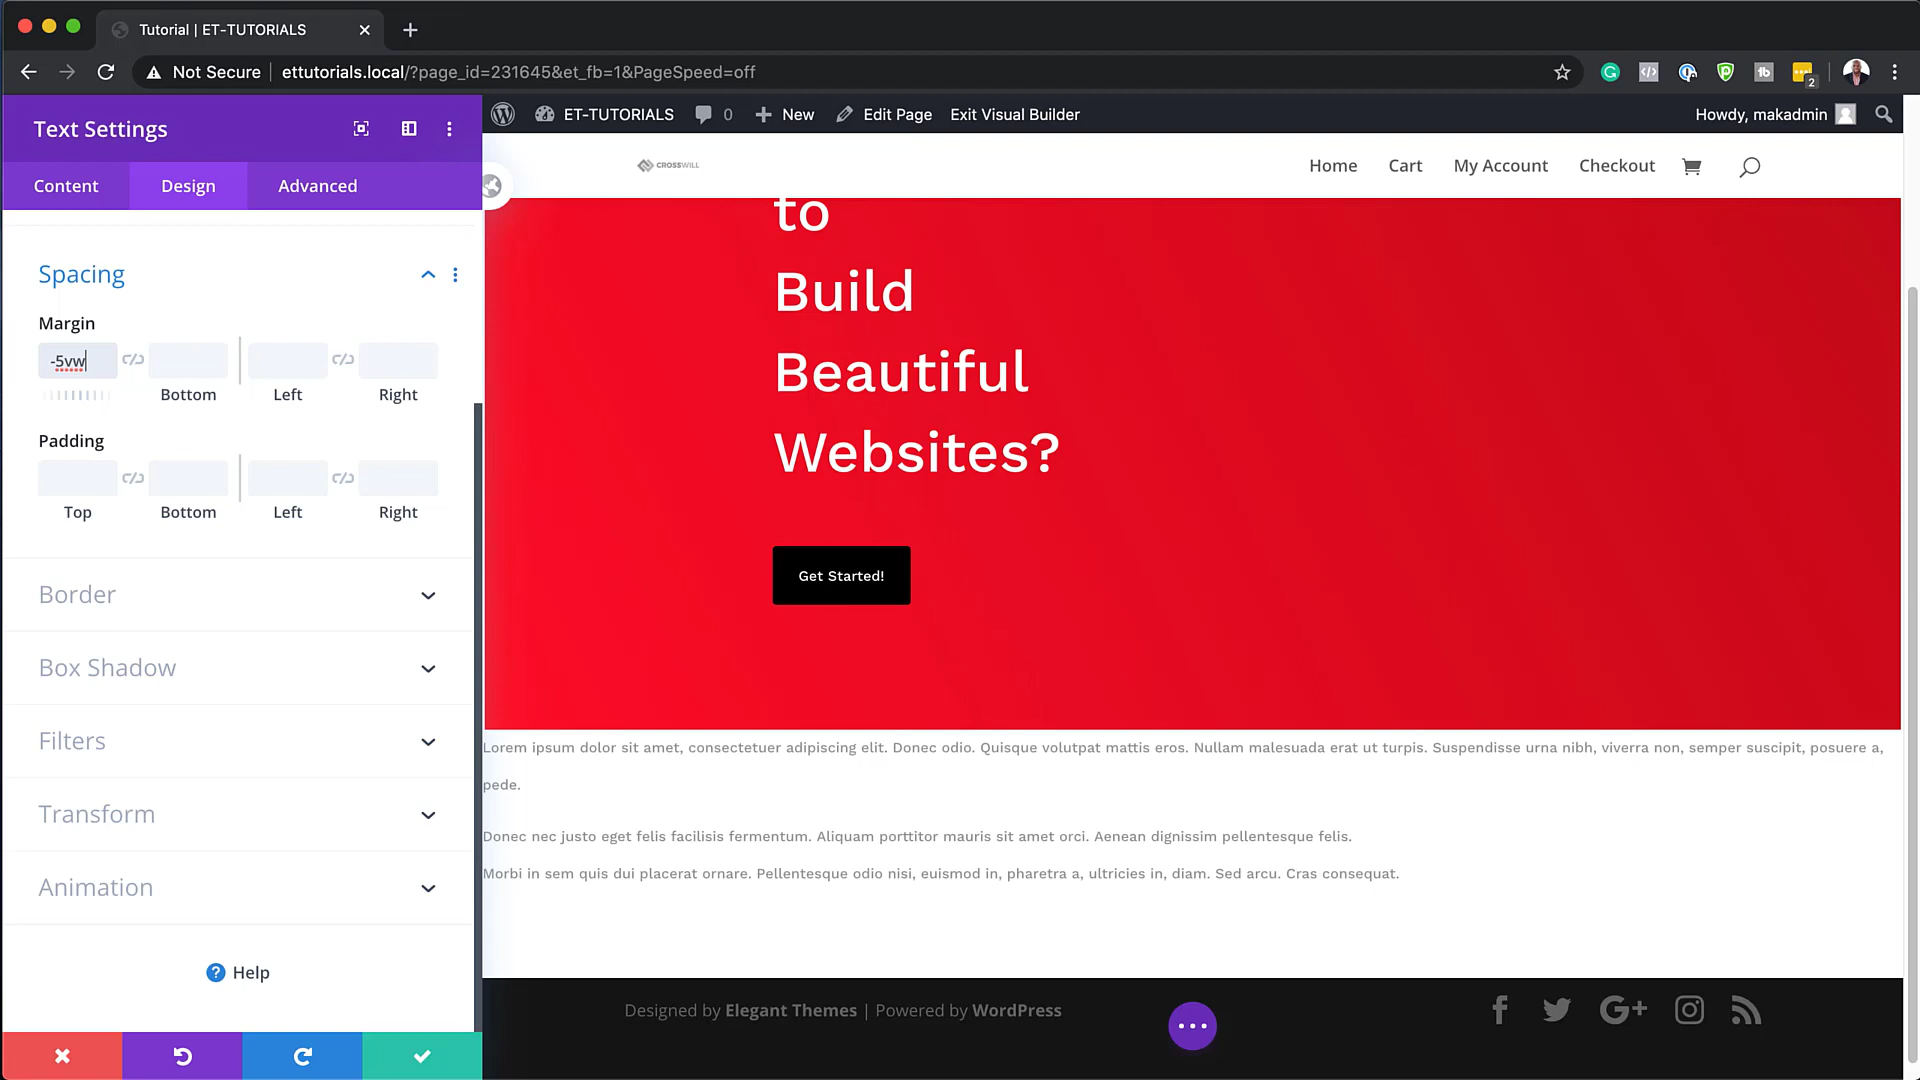 Tutorial | ET-TUTORIALS
Not Secure
ettutorials.local/?page_id=231645&et_fb=1&PageSpeed=off
2
Text Settings
ET-TUTORIALS
0
New
Edit Page
Exit Visual Builder
Howdy, makadmin
Content
Design
Advanced
CROSSWILL
Home
Cart
My Account
Checkout
Spacing
Margin
-5vw
Bottom
Left
Right
Padding
Top
Bottom
Left
Right
Border
Box Shadow
Filters
Transform
Animation
Help
to
Build
Beautiful
Websites?
Get Started!
Lorem ipsum dolor sit amet, consectetuer adipiscing elit. Donec odio. Quisque volutpat mattis eros. Nullam malesuada erat ut turpis. Suspendisse urna nibh, viverra non, semper suscipit, posuere a,
pede.
Donec nec justo eget felis facilisis fermentum. Aliquam porttitor mauris sit amet orci. Aenean dignissim pellentesque felis.
Morbi in sem quis dui placerat ornare. Pellentesque odio nisi, euismod in, pharetra a, ultricies in, diam. Sed arcu. Cras consequat.
Designed by Elegant Themes | Powered by WordPress